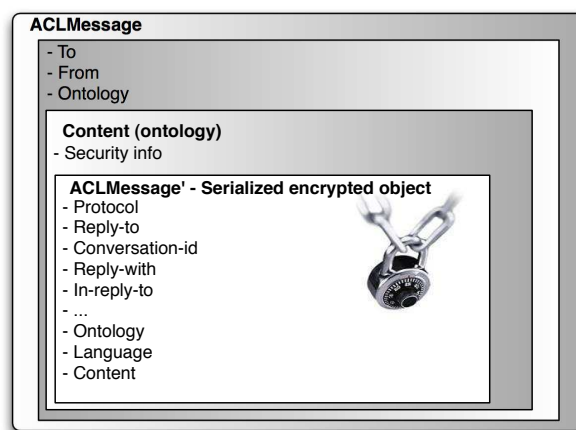 ACLMessage
- To
- From
- Ontology
Content (ontology)
- Security info
ACLMessage' - Serialized encrypted object
- Protocol
- Reply-to
- Conversation-id
- Reply-with
- In-reply-to
- ...
- Ontology
- Language
- Content